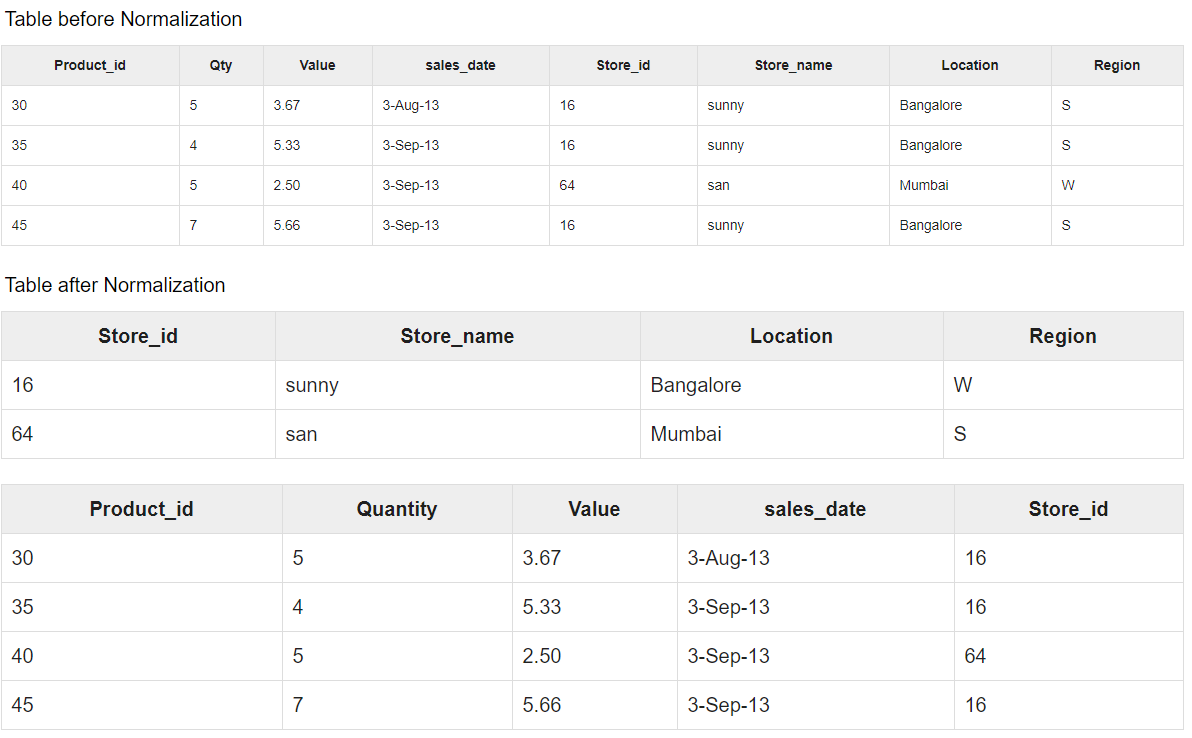 Table before Normalization
Product_id Qty Value sales_date Store_id Store_name Location Region
30 5 3.67 3-Aug-13 16 sunny Bangalore S
35 4 5.33 3-Sep-13 16 sunny Bangalore S
40 5 2.50 3-Sep-13 64 san Mumbai W
45 7 5.66 3-Sep-13 16 sunny Bangalore S
Table after Normalization
Store_id Store_name Location Region
16 sunny Bangalore W
64 san Mumbai S
Product_id Quantity Value sales_date Store_id
30 5 3.67 3-Aug-13 16
35 4 5.33 3-Sep-13 16
40 5 2.50 3-Sep-13 64
45 7 5.66 3-Sep-13 16